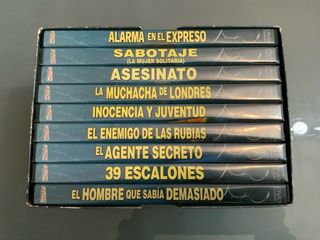 ALARMA EN EL EXPRESO
SABOTAJE
(LA MUJER SOLITARIA)
ASESINATO
LA MUCHACHA DE LONDRES
INOCENCIA Y JUVENTUD
EL ENEMIGO DE LAS RUBIAS
EL AGENTE SECRETO
39 ESCALONES
EL HOMBRE QUE SABÍA DEMASIADO